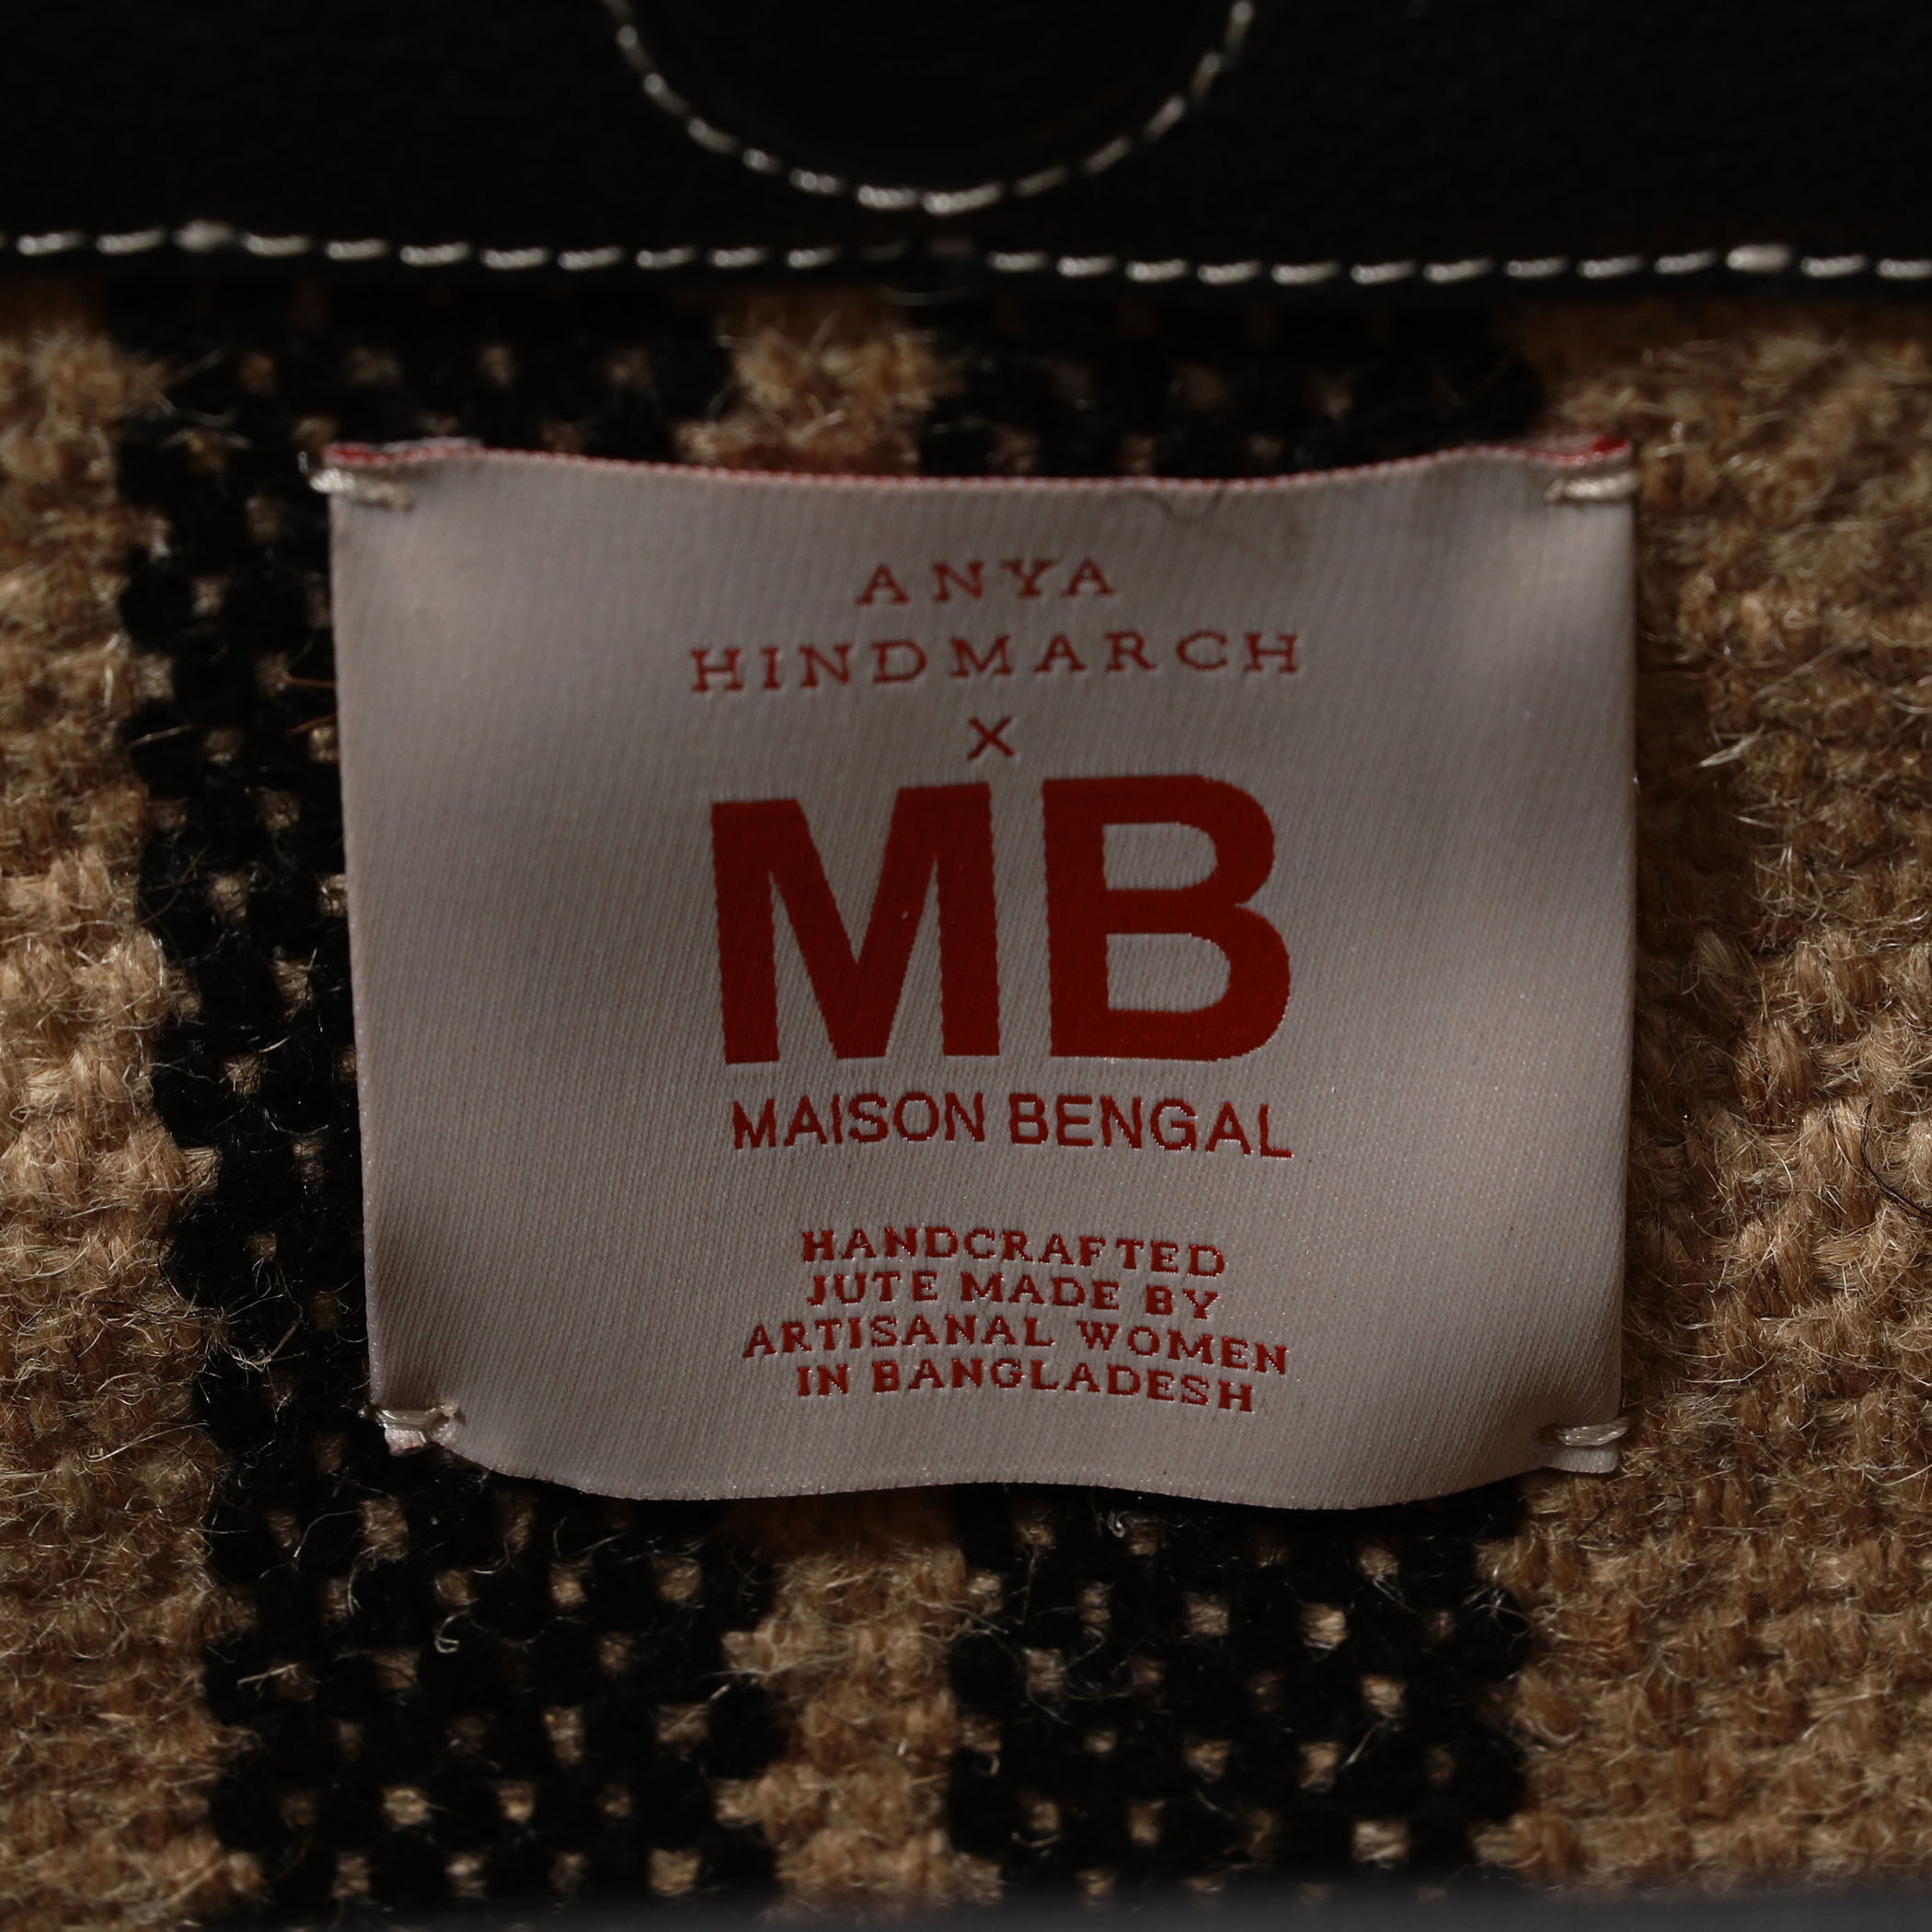 ANYA
HINDMARCH
X
MB
MAISON BENGAL
HANDCRAFTED
JUTE MADE BY
ARTISANAL WOMEN
IN BANGLADESH